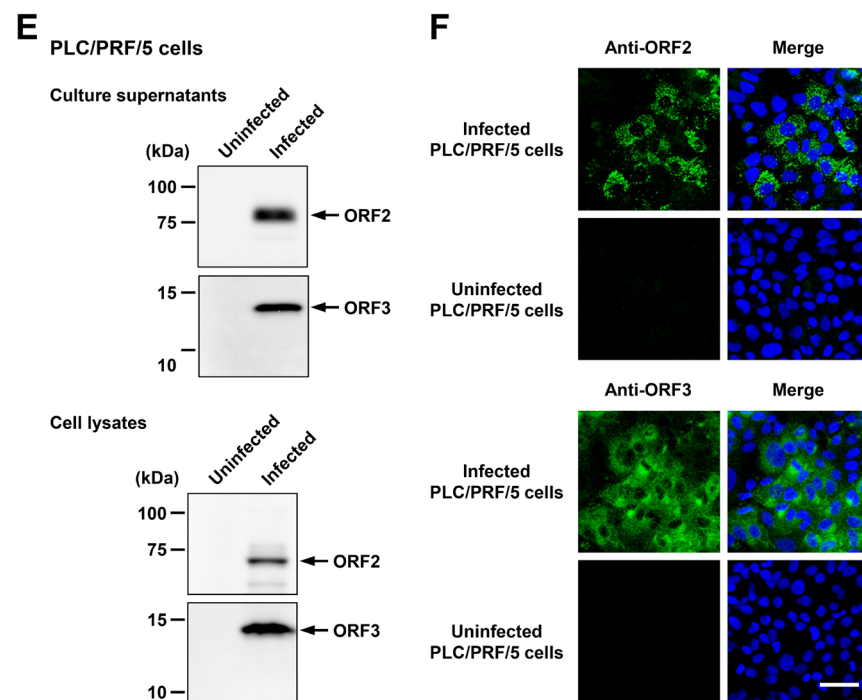 E
PLC/PRF/5 cells
Culture supernatants
(kDa)
Uninfected
Infected
100
75
ORF2
15
ORF3
10
Cell lysates
(kDa)
Uninfected
Infected
100
75
ORF2
15
ORF3
10
F
Anti-ORF2
Merge
Infected
PLC/PRF/5 cells
Uninfected
PLC/PRF/5 cells
Anti-ORF3
Merge
Infected
PLC/PRF/5 cells
Uninfected
PLC/PRF/5 cells